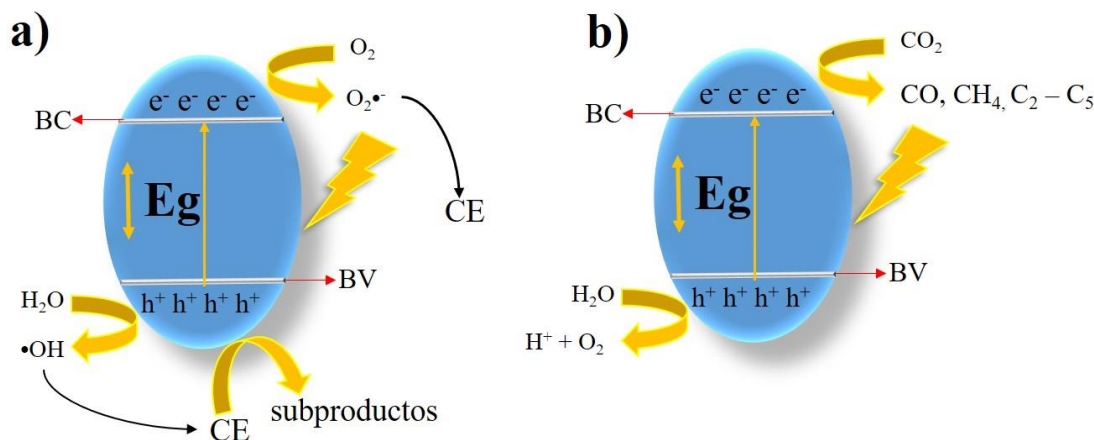 a)
O₂
e⁻ e⁻ e⁻ e⁻
O₂•⁻
BC
Eg
CE
BV
H₂O
h⁺ h⁺ h⁺ h⁺
•OH
CE
subproductos
b)
CO₂
e⁻ e⁻ e⁻ e⁻
CO, CH₄, C₂ – C₅
BC
Eg
BV
H₂O
h⁺ h⁺ h⁺ h⁺
H⁺ + O₂